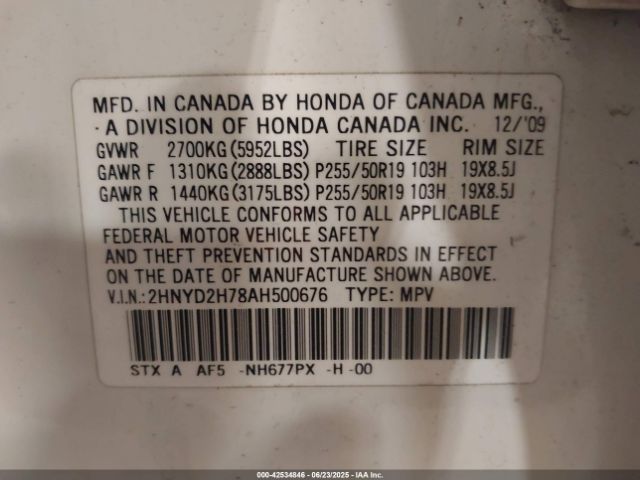 MFD. IN CANADA BY HONDA OF CANADA MFG.,
A DIVISION OF HONDA CANADA INC. 12/'09
GVWR 2700KG(5952LBS) TIRE SIZE RIM SIZE
GAWR F 1310KG(2888LBS) P255/50R19 103H 19X8.5J
GAWR R 1440KG(3175LBS) P255/50R19 103H 19X8.5J
THIS VEHICLE CONFORMS TO ALL APPLICABLE
FEDERAL MOTOR VEHICLE SAFETY
AND THEFT PREVENTION STANDARDS IN EFFECT
ON THE DATE OF MANUFACTURE SHOWN ABOVE.
V.I.N.:2HNYD2H78AH500676 TYPE: MPV
STX A AF5 -NH677PX -H -00
000-42534846 - 06/23/2025 - IAA Inc.